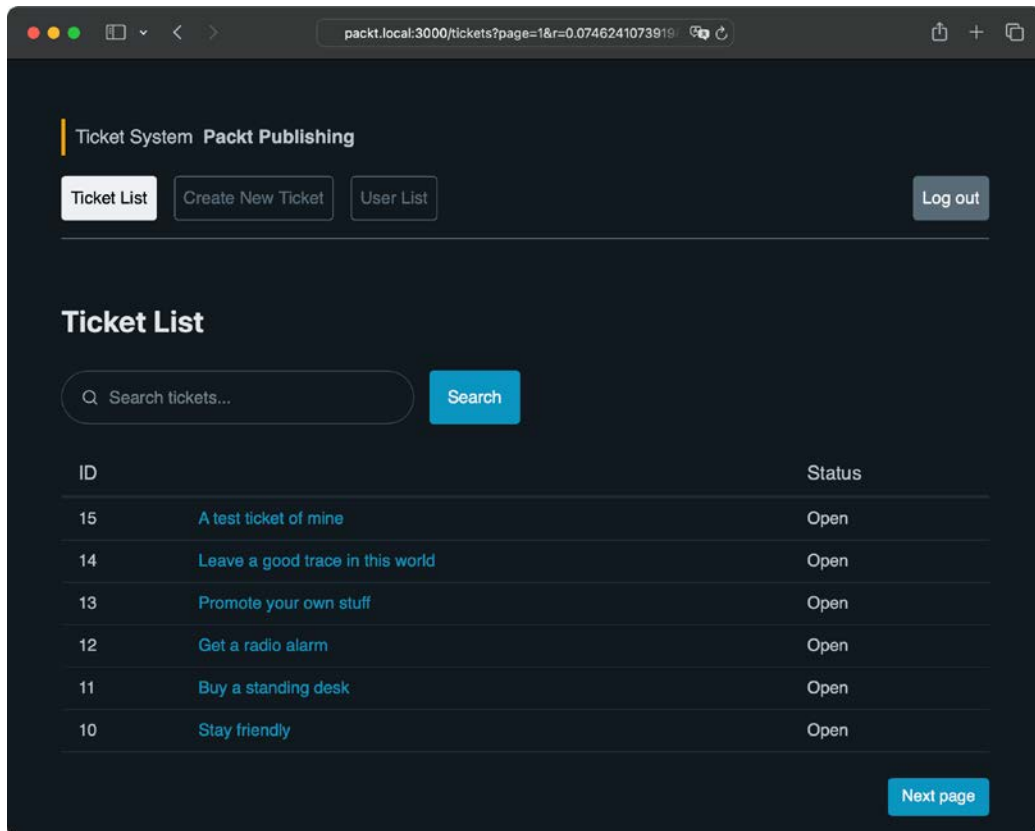 packt.local:3000/tickets?page=1&r=0.0746241073919
Ticket System Packt Publishing
Ticket List Create New Ticket User List Log out
Ticket List
Search tickets... Search
ID Status
15 A test ticket of mine Open
14 Leave a good trace in this world Open
13 Promote your own stuff Open
12 Get a radio alarm Open
11 Buy a standing desk Open
10 Stay friendly Open
Next page